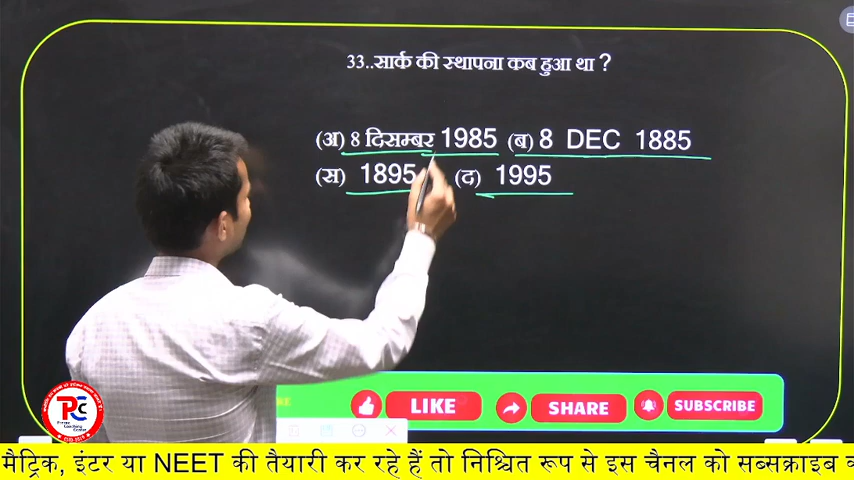 33..सार्क की स्थापना कब हुआ था ?
(अ) 8 दिसम्बर 1985 (ब) 8 DEC 1885
(स) 1895 (द) 1995
LIKE SHARE SUBSCRIBE
मैट्रिक, इंटर या NEET की तैयारी कर रहे हैं तो निश्चित रूप से इस चैनल को सब्सक्राइब